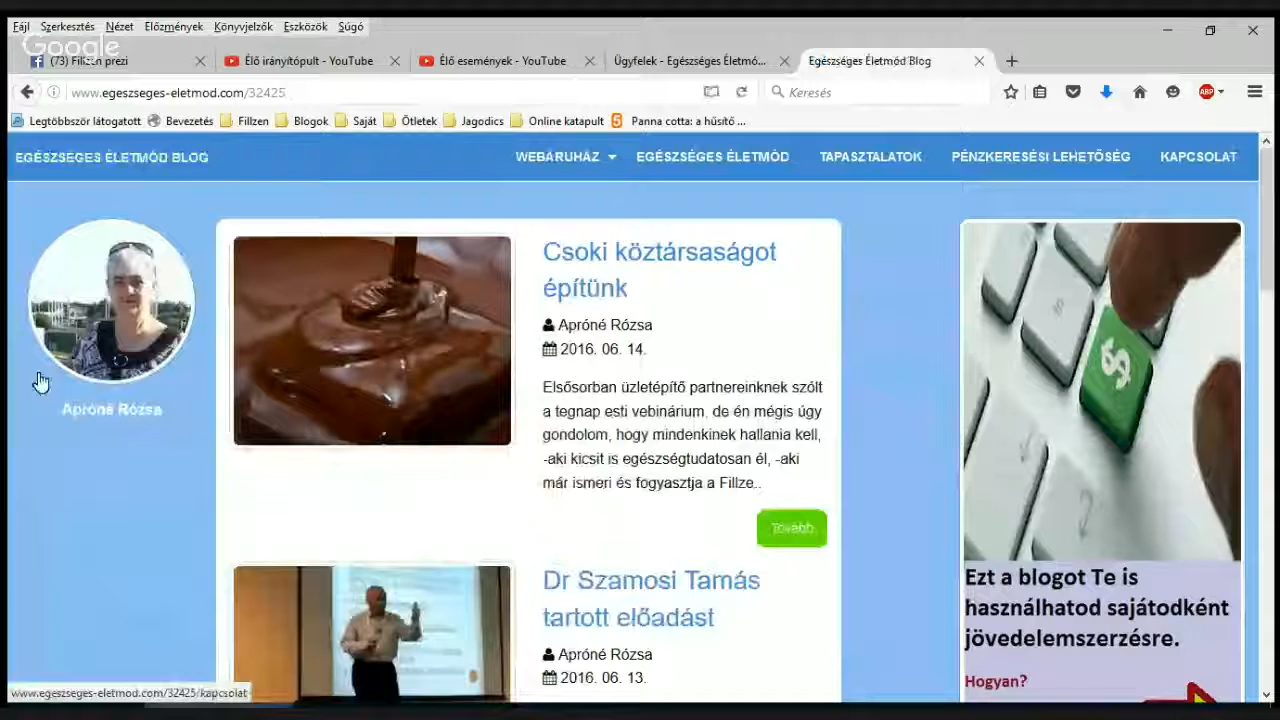 Fájl Szerkesztés Nézet Előzmények Könyvjelzők Eszközök Súgó
Google
(73) Fillzen prezi
Élő irányítópult - YouTube
Élő események - YouTube
Ügyfelek - Egészséges Életmó...
Egészséges Életmód Blog
www.egeszseges-eletmod.com/32425
Keresés
ABP
Legtöbbször látogatott Bevezetés Fillzen Blogok Saját Ötletek Jagodics Online katapult Panna cotta: a hűsítő ...
EGÉSZSÉGES ÉLETMÓD BLOG
WEBÁRUHÁZ EGÉSZSÉGES ÉLETMÓD TAPASZTALATOK PÉNZKERESÉSI LEHETŐSÉG KAPCSOLAT
Apróné Rózsa
Csoki köztársaságot
építünk
Apróné Rózsa
2016. 06. 14.
Elsősorban üzletépítő partnereinknek szólt
a tegnap esti vebinárium, de én mégis úgy
gondolom, hogy mindenkinek hallania kell,
-aki kicsit is egészségtudatosan él, -aki
már ismeri és fogyasztja a Fillze..
Tovább
Dr Szamosi Tamás
tartott előadást
Apróné Rózsa
2016. 06. 13.
$
Ezt a blogot Te is
használhatod sajátodként
jövedelemszerzésre.
Hogyan?
www.egeszseges-eletmod.com/32425/kapcsolat